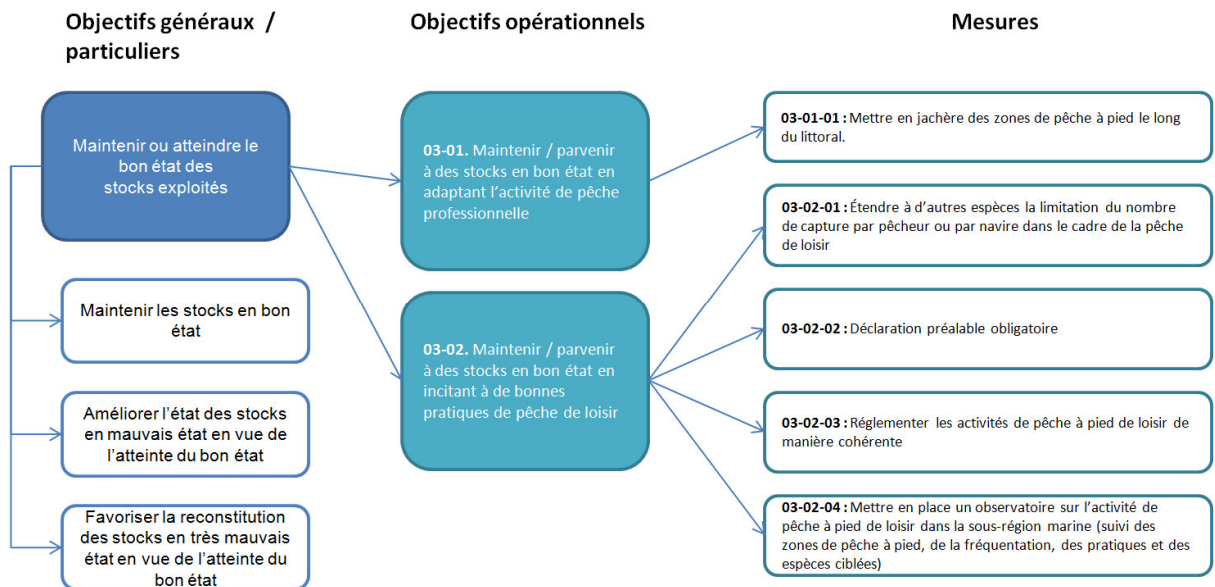 Objectifs généraux /
particuliers
Objectifs opérationnels
Mesures
Maintenir ou atteindre le
bon état des
stocks exploités
Maintenir les stocks en bon
état
Améliorer l'état des stocks
en mauvais état en vue de
l'atteinte du bon état
Favoriser la reconstitution
des stocks en très mauvais
état en vue de l'atteinte du
bon état
03-01. Maintenir / parvenir
à des stocks en bon état en
adaptant l'activité de pêche
professionnelle
03-02. Maintenir / parvenir
à des stocks en bon état en
incitant à de bonnes
pratiques de pêche de loisir
03-01-01 : Mettre en jachère des zones de pêche à pied le long
du littoral.
03-02-01 : Étendre à d'autres espèces la limitation du nombre
de capture par pêcheur ou par navire dans le cadre de la pêche
de loisir
03-02-02 : Déclaration préalable obligatoire
03-02-03 : Réglementer les activités de pêche à pied de loisir de
manière cohérente
03-02-04 : Mettre en place un observatoire sur l'activité de
pêche à pied de loisir dans la sous-région marine (suivi des
zones de pêche à pied, de la fréquentation, des pratiques et des
espèces ciblées)